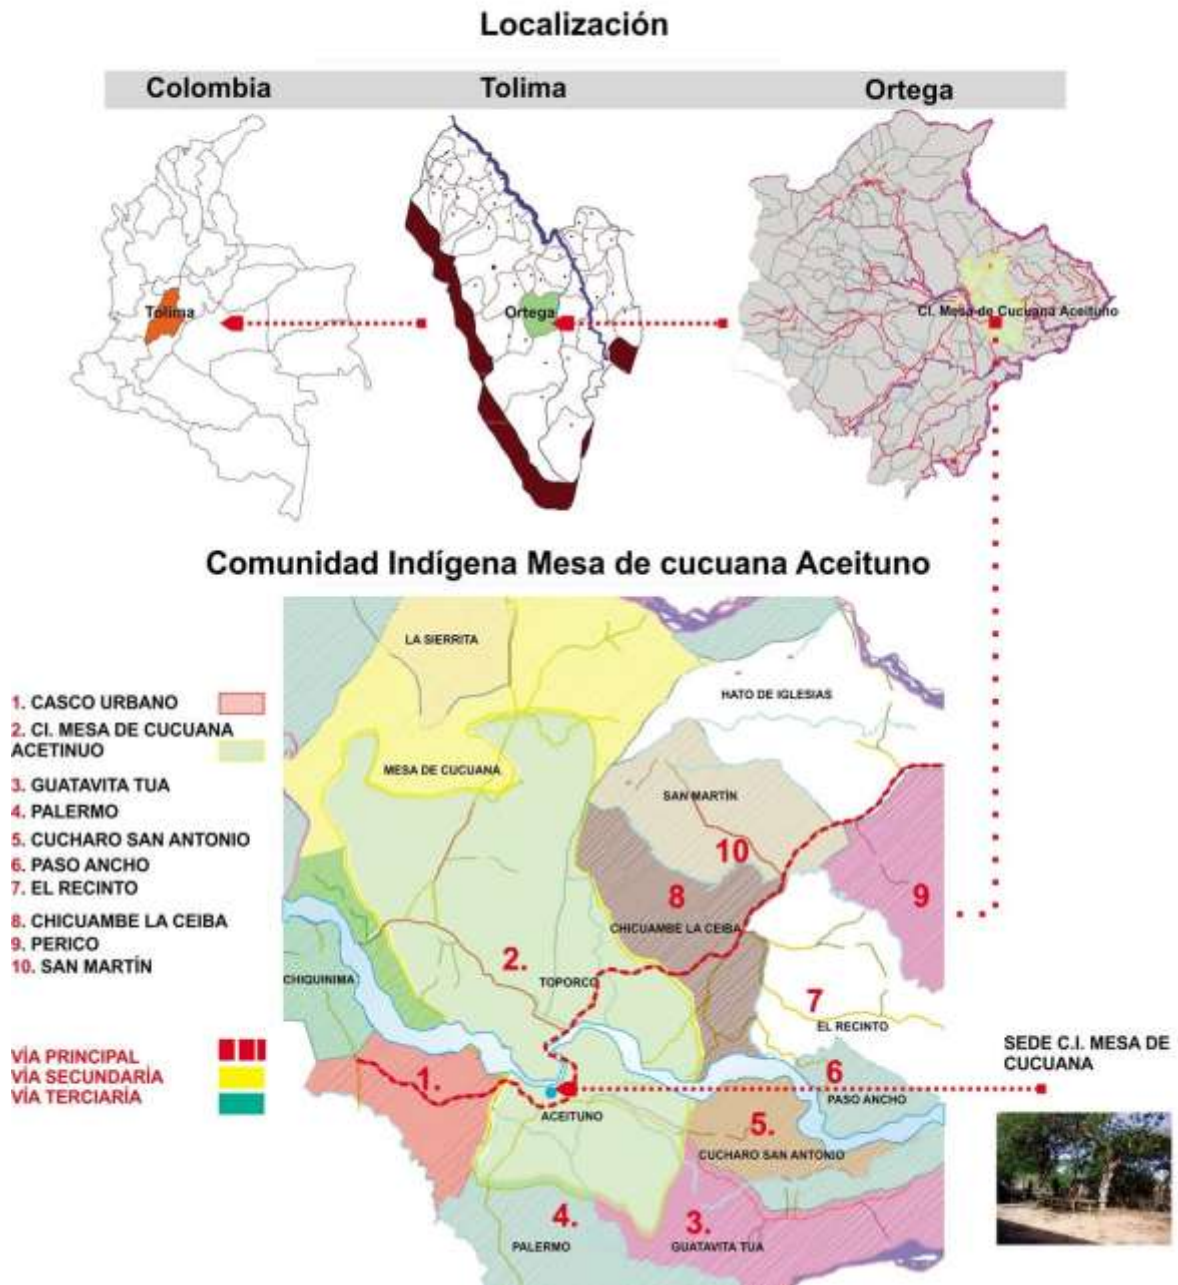 Localización
Colombia
Tolima
Ortega
Tolima
Ortega
CI. Mesa de Cucuana Aceituno
Comunidad Indígena Mesa de cucuana Aceituno
1. CASCO URBANO
2. CI. MESA DE CUCUANA
ACETINUO
3. GUATAVITA TUA
4. PALERMO
5. CUCHARO SAN ANTONIO
6. PASO ANCHO
7. EL RECINTO
8. CHICUAMBE LA CEIBA
9. PERICO
10. SAN MARTÍN
VÍA PRINCIPAL
VÍA SECUNDARÍA
VÍA TERCIARÍA
LA SIERRITA
HATO DE IGLESIAS
MESA DE CUCUANA
SAN MARTÍN
10
8
9
CHICUAMBE LA CEIBA
2.
TOPORCO
CHIQUINIMA
7
EL RECINTO
SEDE C.I. MESA DE
CUCUANA
1.
6
PASO ANCHO
ACEITUNO
5.
CUCHARO SAN ANTONIO
4.
3.
PALERMO
GUATAVITA TUA